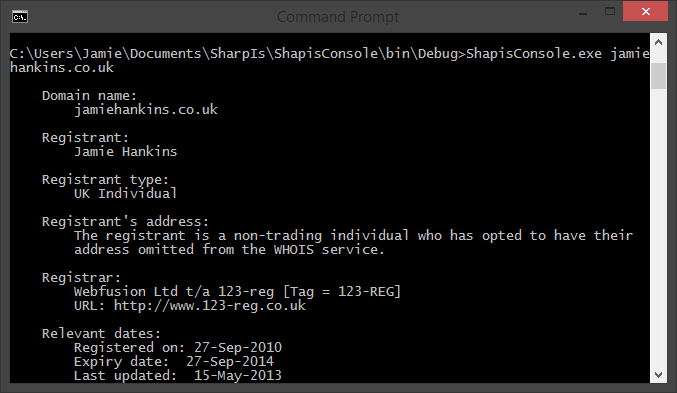 Command Prompt
C:\Users\Jamie\Documents\SharpIs\ShapisConsole\bin\Debug>ShapisConsole.exe jamie
hankins.co.uk
Domain name:
jamiehankins.co.uk
Registrant:
Jamie Hankins
Registrant type:
UK Individual
Registrant's address:
The registrant is a non-trading individual who has opted to have their
address omitted from the WHOIS service.
Registrar:
Webfusion Ltd t/a 123-reg [Tag = 123-REG]
URL: http://www.123-reg.co.uk
Relevant dates:
Registered on: 27-Sep-2010
Expiry date:  27-Sep-2014
Last updated:  15-May-2013